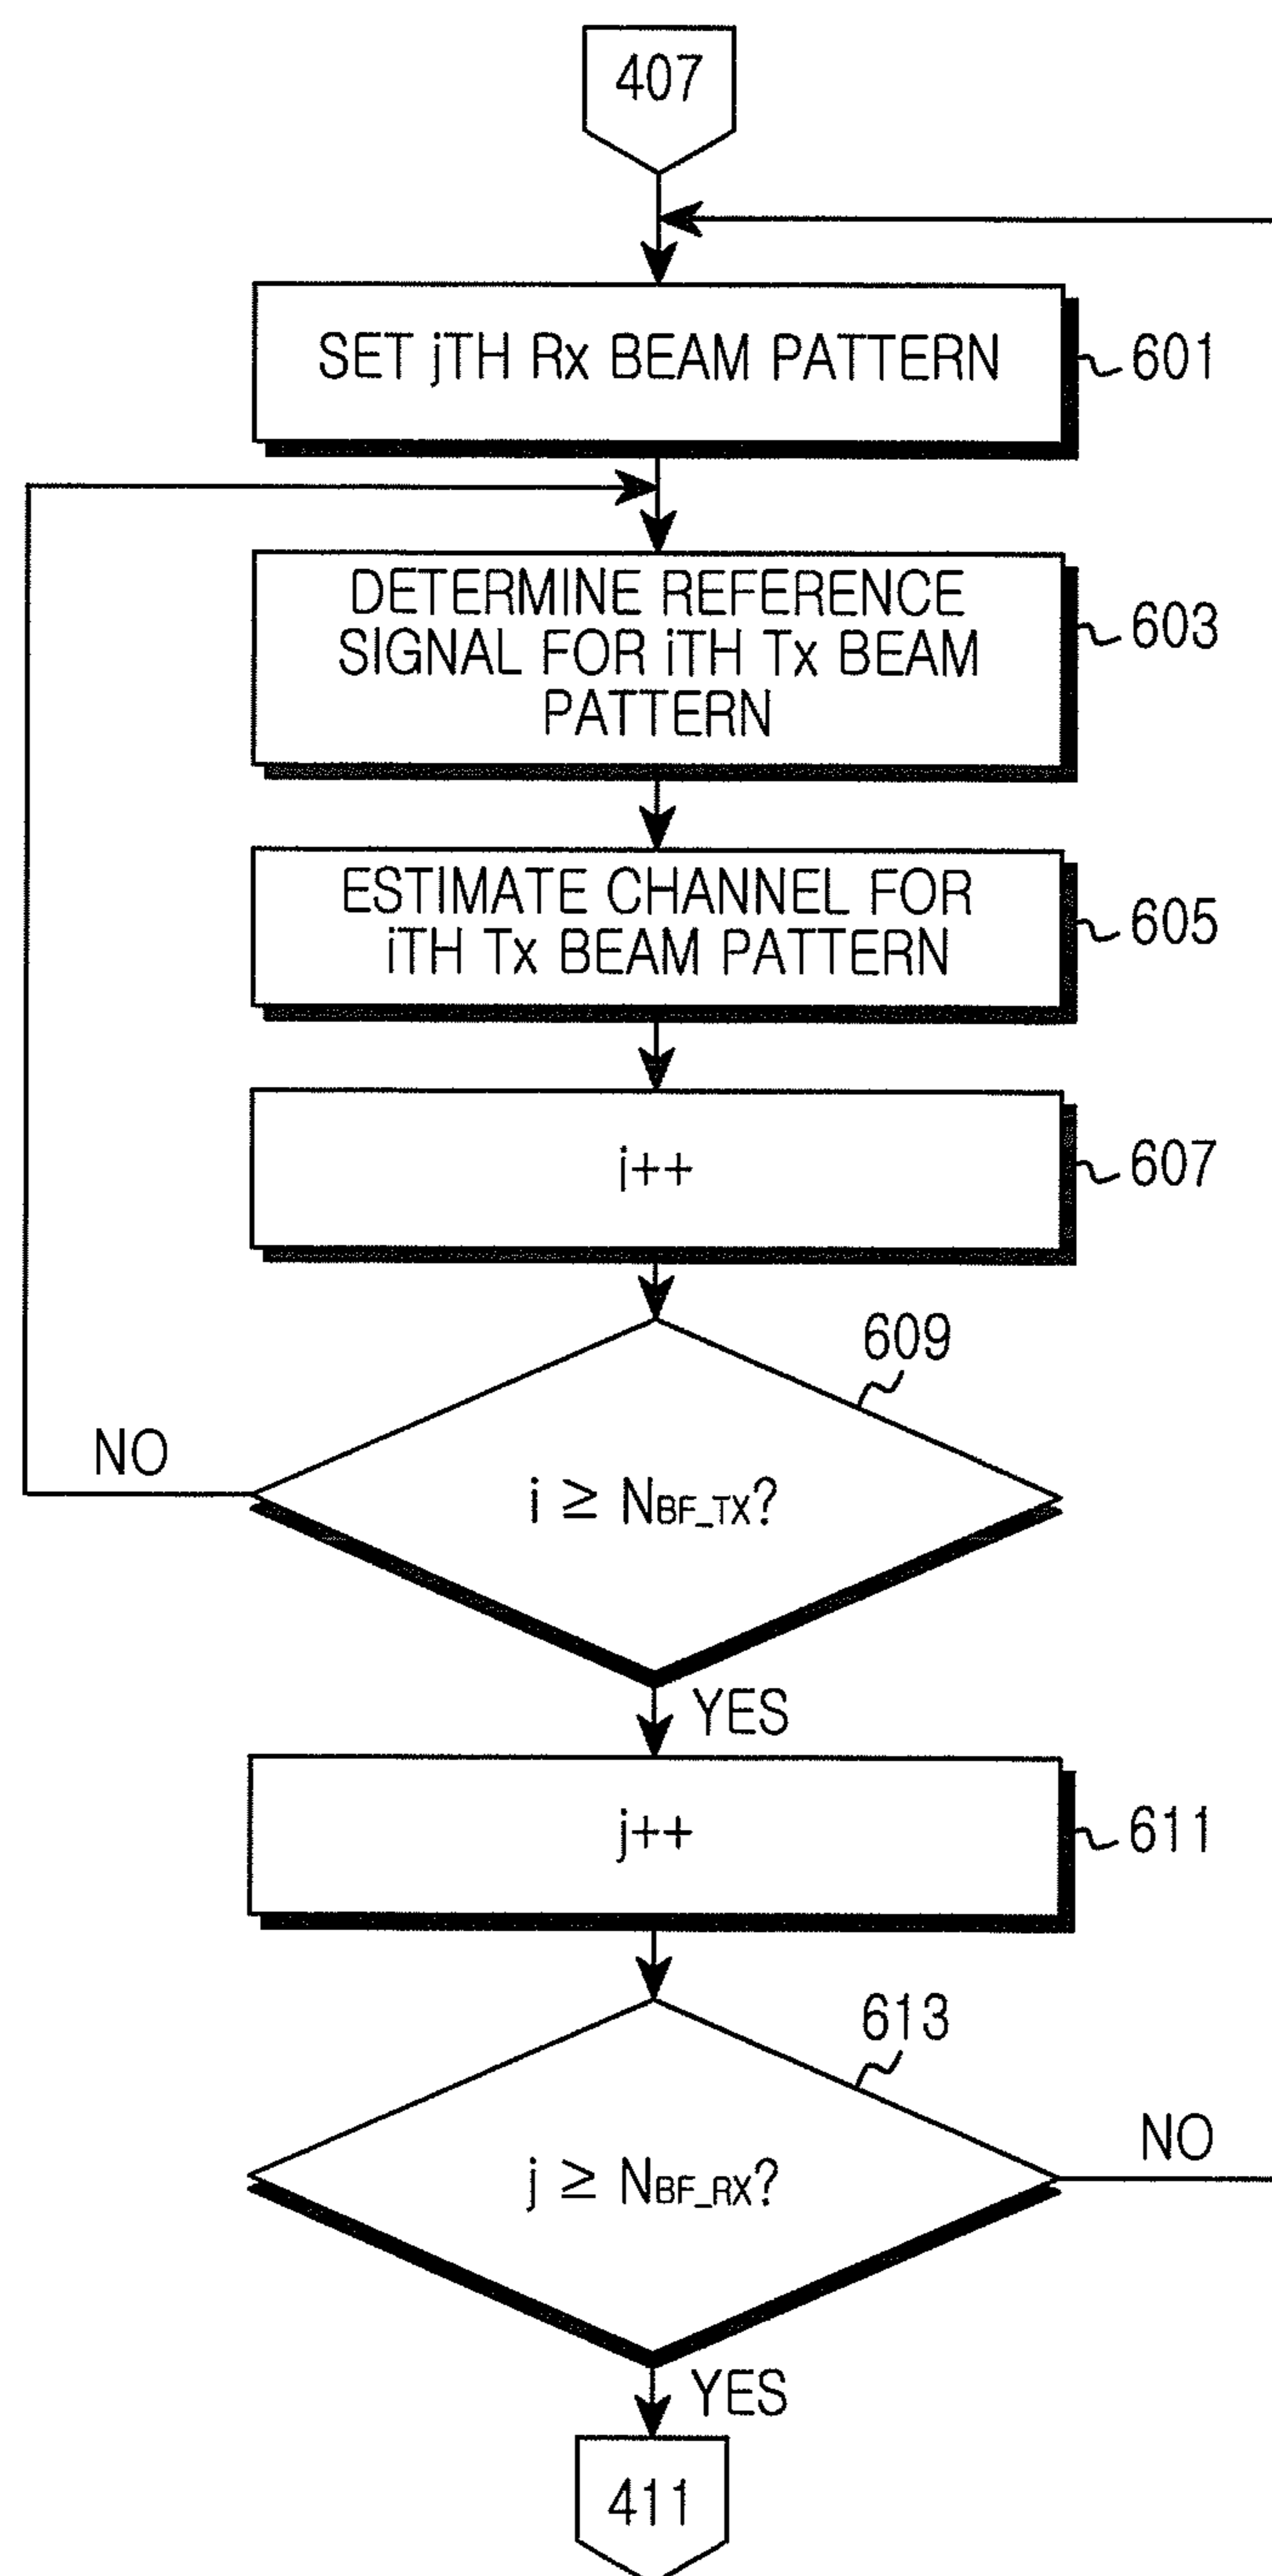 407
SET jTH Rx BEAM PATTERN
601
DETERMINE REFERENCE
SIGNAL FOR iTH Tx BEAM
PATTERN
603
ESTIMATE CHANNEL FOR
iTH Tx BEAM PATTERN
605
i++
607
609
NO
i ≥ NBF_TX?
YES
j++
611
613
NO
j ≥ NBF_RX?
YES
411